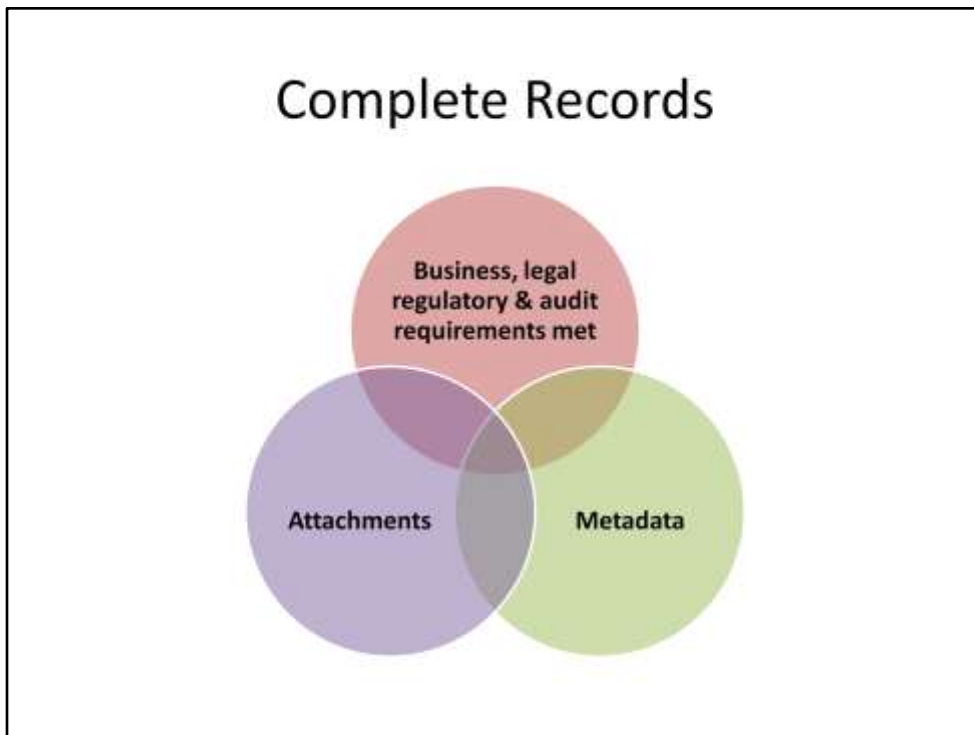 Complete Records
Business, legal
regulatory & audit
requirements met
Attachments
Metadata